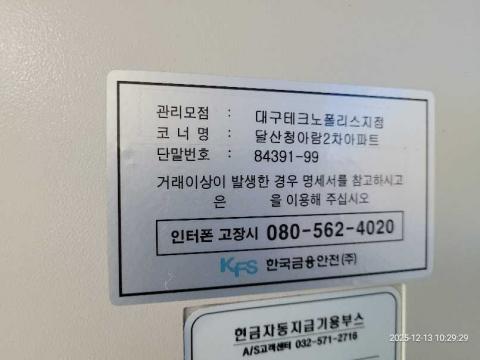 관리모점 : 대구테크노폴리스지점
코 너 명 : 달산청아람2차아파트
단말번호 : 84391-99
거래이상이 발생한 경우 명세서를 참고하시고
은 을 이용해 주십시오
인터폰 고장시 080-562-4020
KFS 한국금융안전(주)
현금자동지급기용부스
A/S고객센터 032-571-2716
2025-12-13 10:29:29